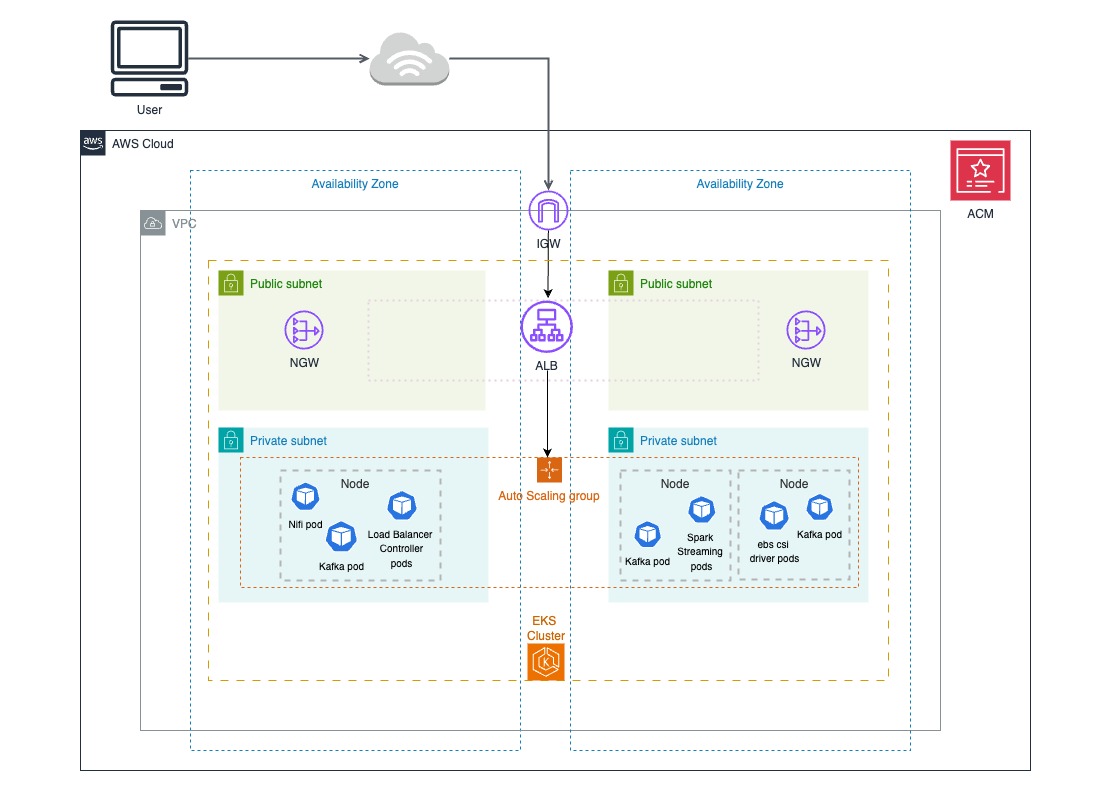 User
aws
AWS Cloud
ACM
Availability Zone
Availability Zone
VPC
IGW
Public subnet
Public subnet
NGW
ALB
NGW
Private subnet
Private subnet
Auto Scaling group
Node
Nifi pod
Kafka pod
Load Balancer
Controller
pods
Node
Kafka pod
Spark
Streaming
pods
Node
ebs csi
driver pods
Kafka pod
EKS
Cluster
K